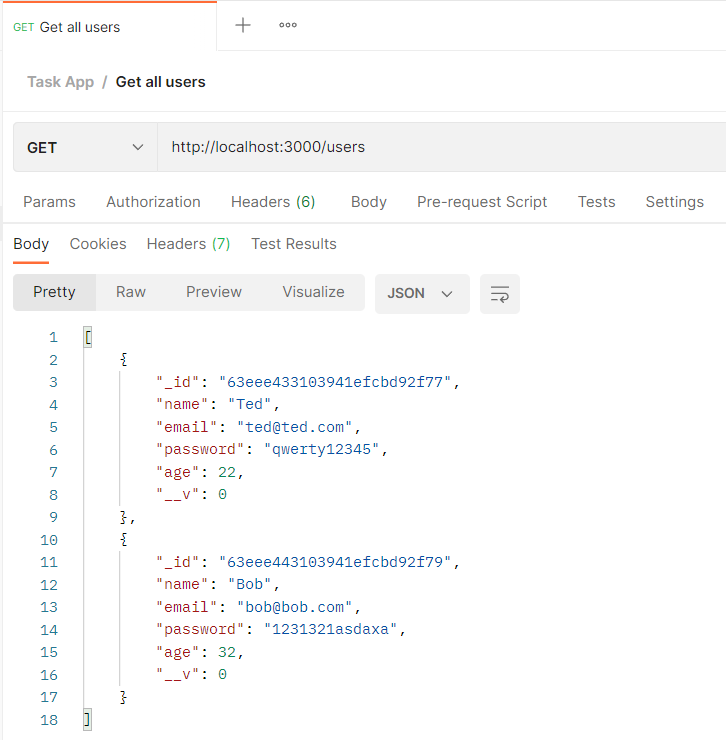 GET Get all users
Task App / Get all users
GET http://localhost:3000/users
Params Authorization Headers (6) Body Pre-request Script Tests Settings
Body Cookies Headers (7) Test Results
Pretty Raw Preview Visualize JSON
1 [
2 {
3 "_id": "63eee433103941efcbd92f77",
4 "name": "Ted",
5 "email": "ted@ted.com",
6 "password": "qwerty12345",
7 "age": 22,
8 "__v": 0
9 },
10 {
11 "_id": "63eee443103941efcbd92f79",
12 "name": "Bob",
13 "email": "bob@bob.com",
14 "password": "1231321asdaxa",
15 "age": 32,
16 "__v": 0
17 }
18 ]